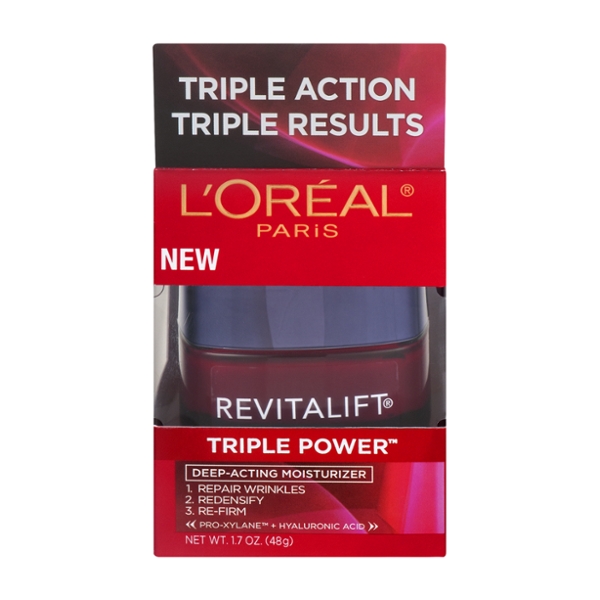 TRIPLE ACTION
TRIPLE RESULTS
L'ORÉAL®
PARiS
NEW
REVITALIFT®
TRIPLE POWER™
DEEP-ACTING MOISTURIZER
1. REPAIR WRINKLES
2. REDENSIFY
3. RE-FIRM
« PRO-XYLANE™ + HYALURONIC ACID »
NET WT. 1.7 OZ. (48g)